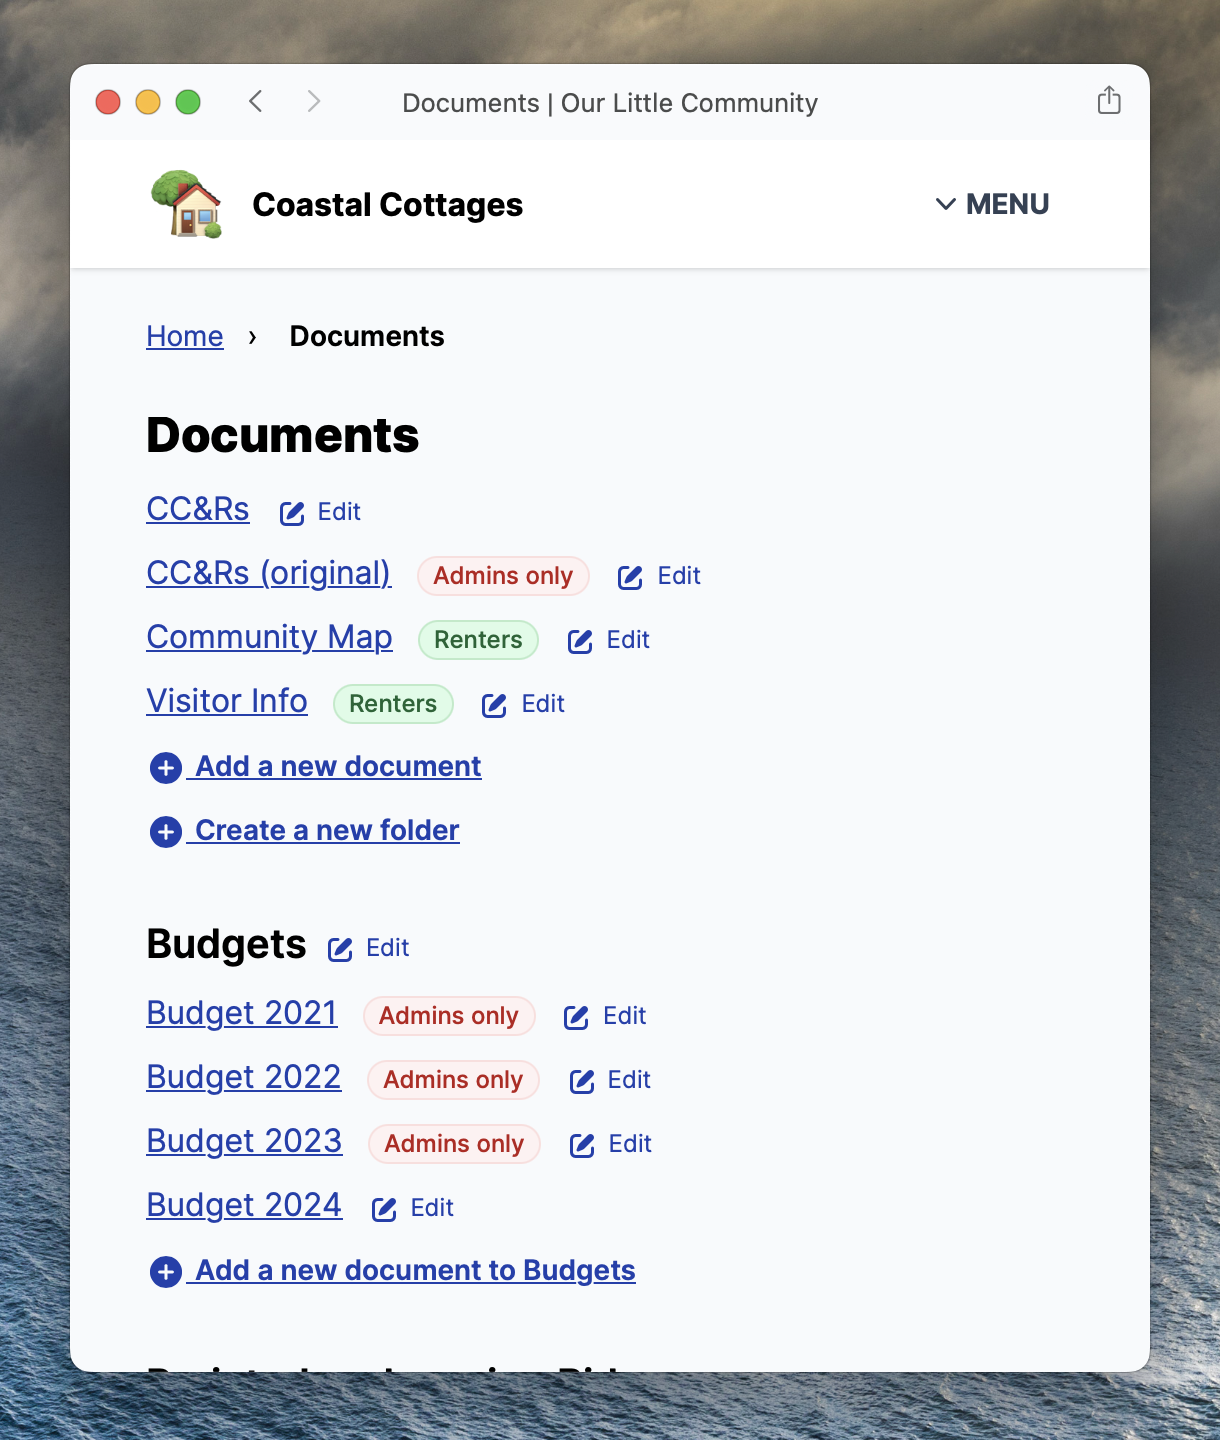 Documents | Our Little Community
Coastal Cottages
MENU
Home › Documents
Documents
CC&Rs Edit
CC&Rs (original) Admins only Edit
Community Map Renters Edit
Visitor Info Renters Edit
Add a new document
Create a new folder
Budgets Edit
Budget 2021 Admins only Edit
Budget 2022 Admins only Edit
Budget 2023 Admins only Edit
Budget 2024 Edit
Add a new document to Budgets